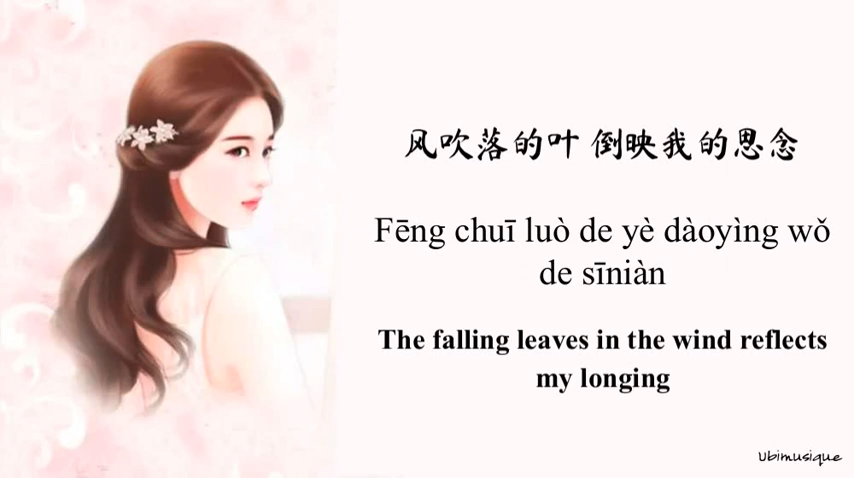 风吹落的叶 倒映我的思念
Fēng chuī luò de yè dàoyìng wǒ
de sīniàn
The falling leaves in the wind reflects
my longing
Ubimusique